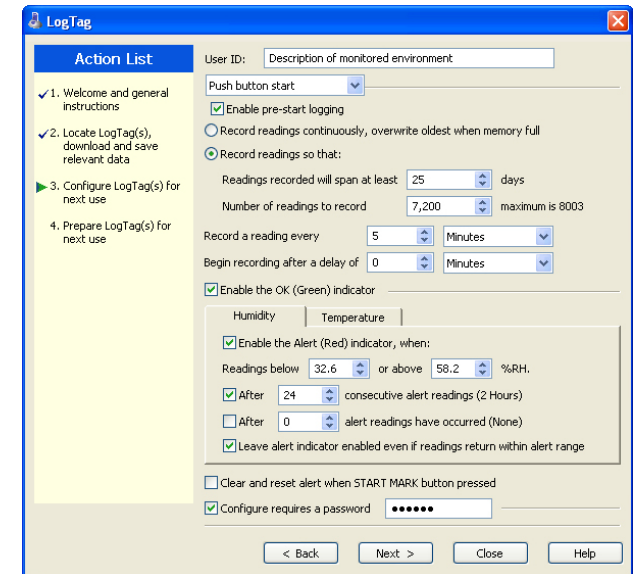 LogTag
Action List
1. Welcome and general
instructions
2. Locate LogTag(s),
download and save
relevant data
3. Configure LogTag(s) for
next use
4. Prepare LogTag(s) for
next use
User ID: Description of monitored environment
Push button start
Enable pre-start logging
Record readings continuously, overwrite oldest when memory full
Record readings so that:
Readings recorded will span at least 25 days
Number of readings to record 7,200 maximum is 8003
Record a reading every 5 Minutes
Begin recording after a delay of 0 Minutes
Enable the OK (Green) indicator
Humidity Temperature
Enable the Alert (Red) indicator, when:
Readings below 32.6 or above 58.2 %RH.
After 24 consecutive alert readings (2 Hours)
After 0 alert readings have occurred (None)
Leave alert indicator enabled even if readings return within alert range
Clear and reset alert when START MARK button pressed
Configure requires a password ●●●●●●
< Back Next > Close Help